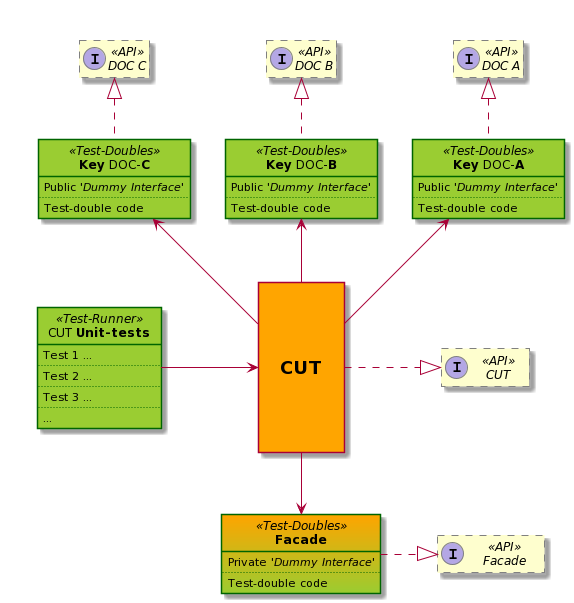 I «API» DOC C
I «API» DOC B
I «API» DOC A
«Test-Doubles»
Key DOC-C
Public 'Dummy Interface'
Test-double code
«Test-Doubles»
Key DOC-B
Public 'Dummy Interface'
Test-double code
«Test-Doubles»
Key DOC-A
Public 'Dummy Interface'
Test-double code
«Test-Runner»
CUT Unit-tests
Test 1 ...
Test 2 ...
Test 3 ...
...
CUT
I «API» CUT
«Test-Doubles»
Facade
Private 'Dummy Interface'
Test-double code
I «API» Facade